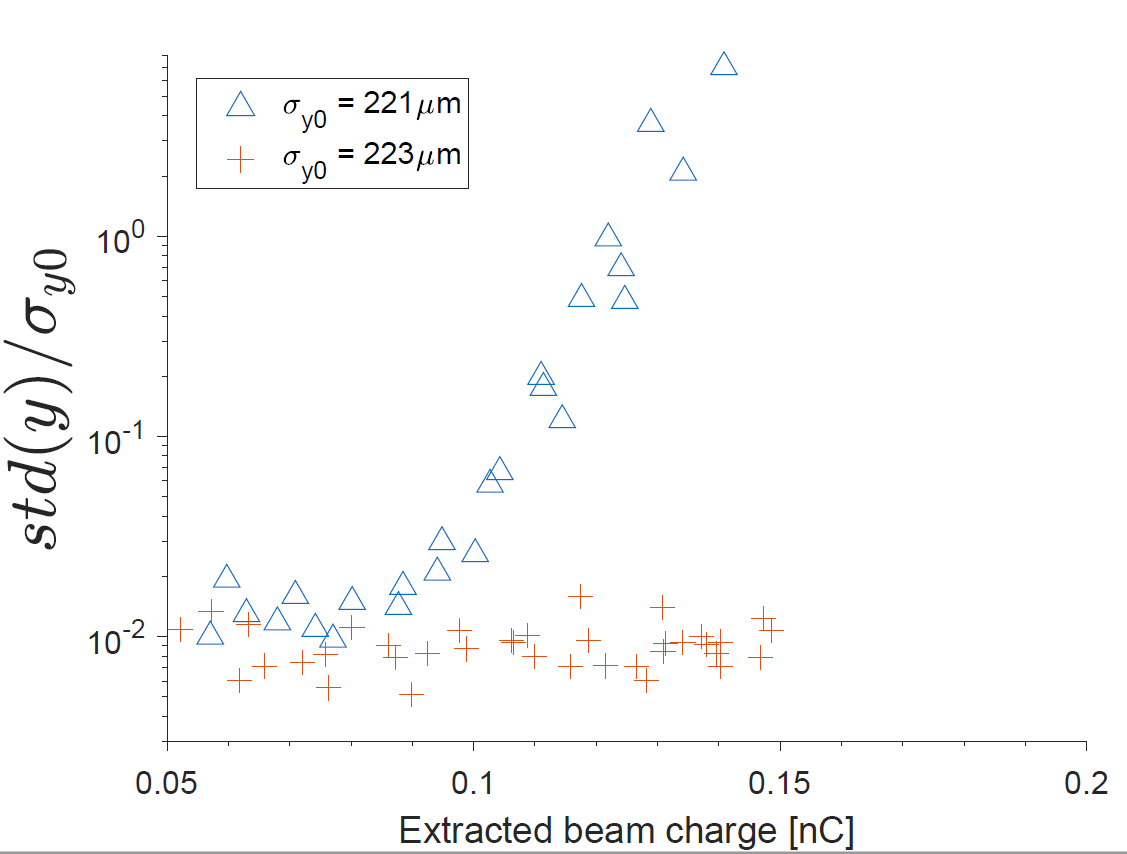 σy0 = 221μm
σy0 = 223μm
10^0
10^-1
10^-2
std(y)/σy0
0.05 0.1 0.15 0.2
Extracted beam charge [nC]